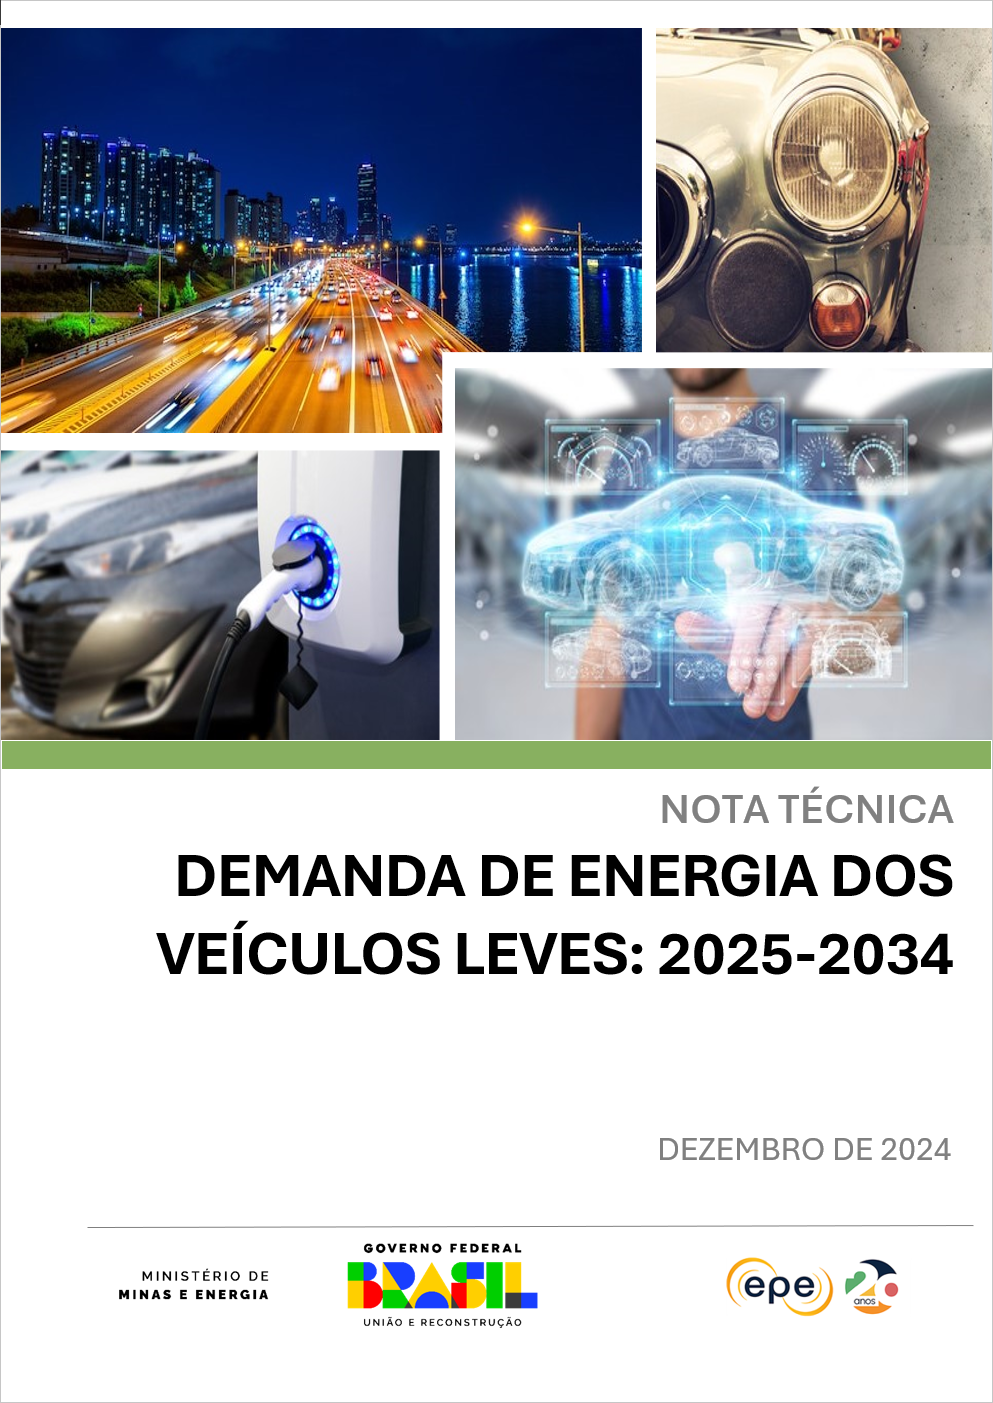 NOTA TÉCNICA
DEMANDA DE ENERGIA DOS
VEÍCULOS LEVES: 2025-2034
DEZEMBRO DE 2024
MINISTÉRIO DE
MINAS E ENERGIA
GOVERNO FEDERAL
BRASIL
UNIÃO E RECONSTRUÇÃO
epe
20
anos